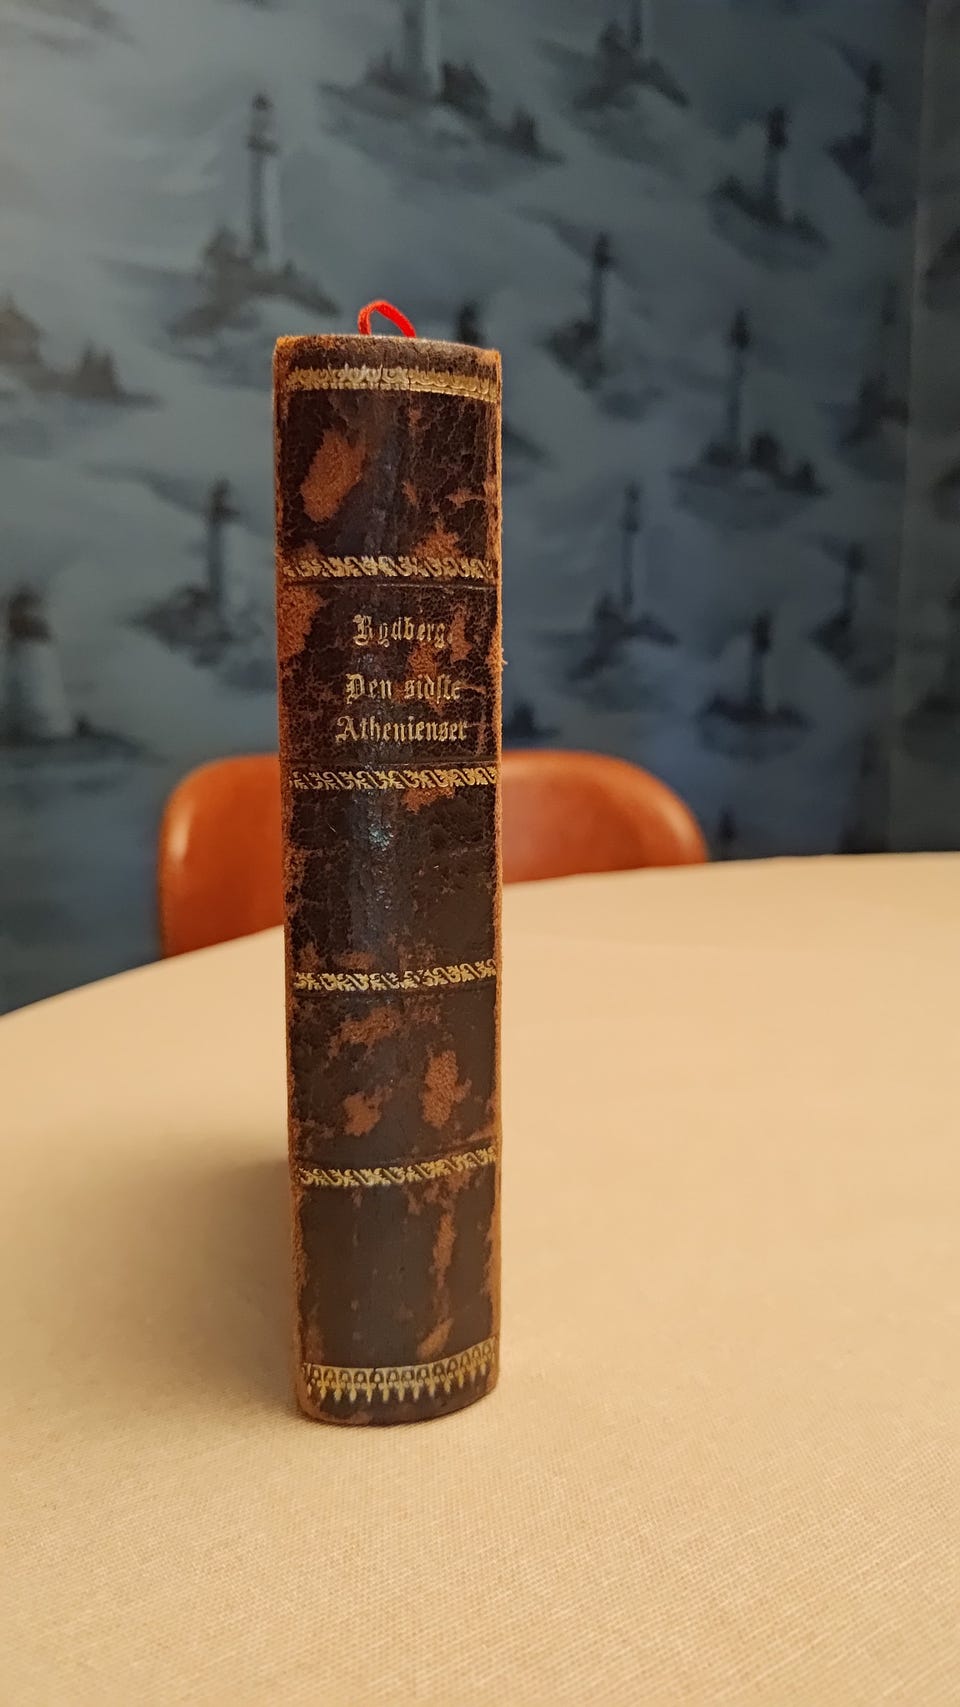 Rydberg.
Den sidste
Athenienser